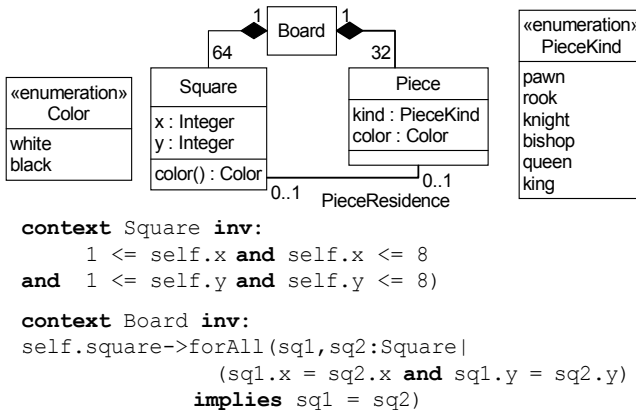 1 Board 1
64
32
«enumeration»
Color
white
black
Square
x : Integer
y : Integer
color() : Color
Piece
kind : PieceKind
color : Color
0..1
0..1
PieceResidence
«enumeration»
PieceKind
pawn
rook
knight
bishop
queen
king
context Square inv:
1 <= self.x and self.x <= 8
and 1 <= self.y and self.y <= 8)
context Board inv:
self.square->forAll(sq1,sq2:Square|
(sq1.x = sq2.x and sq1.y = sq2.y)
implies sq1 = sq2)